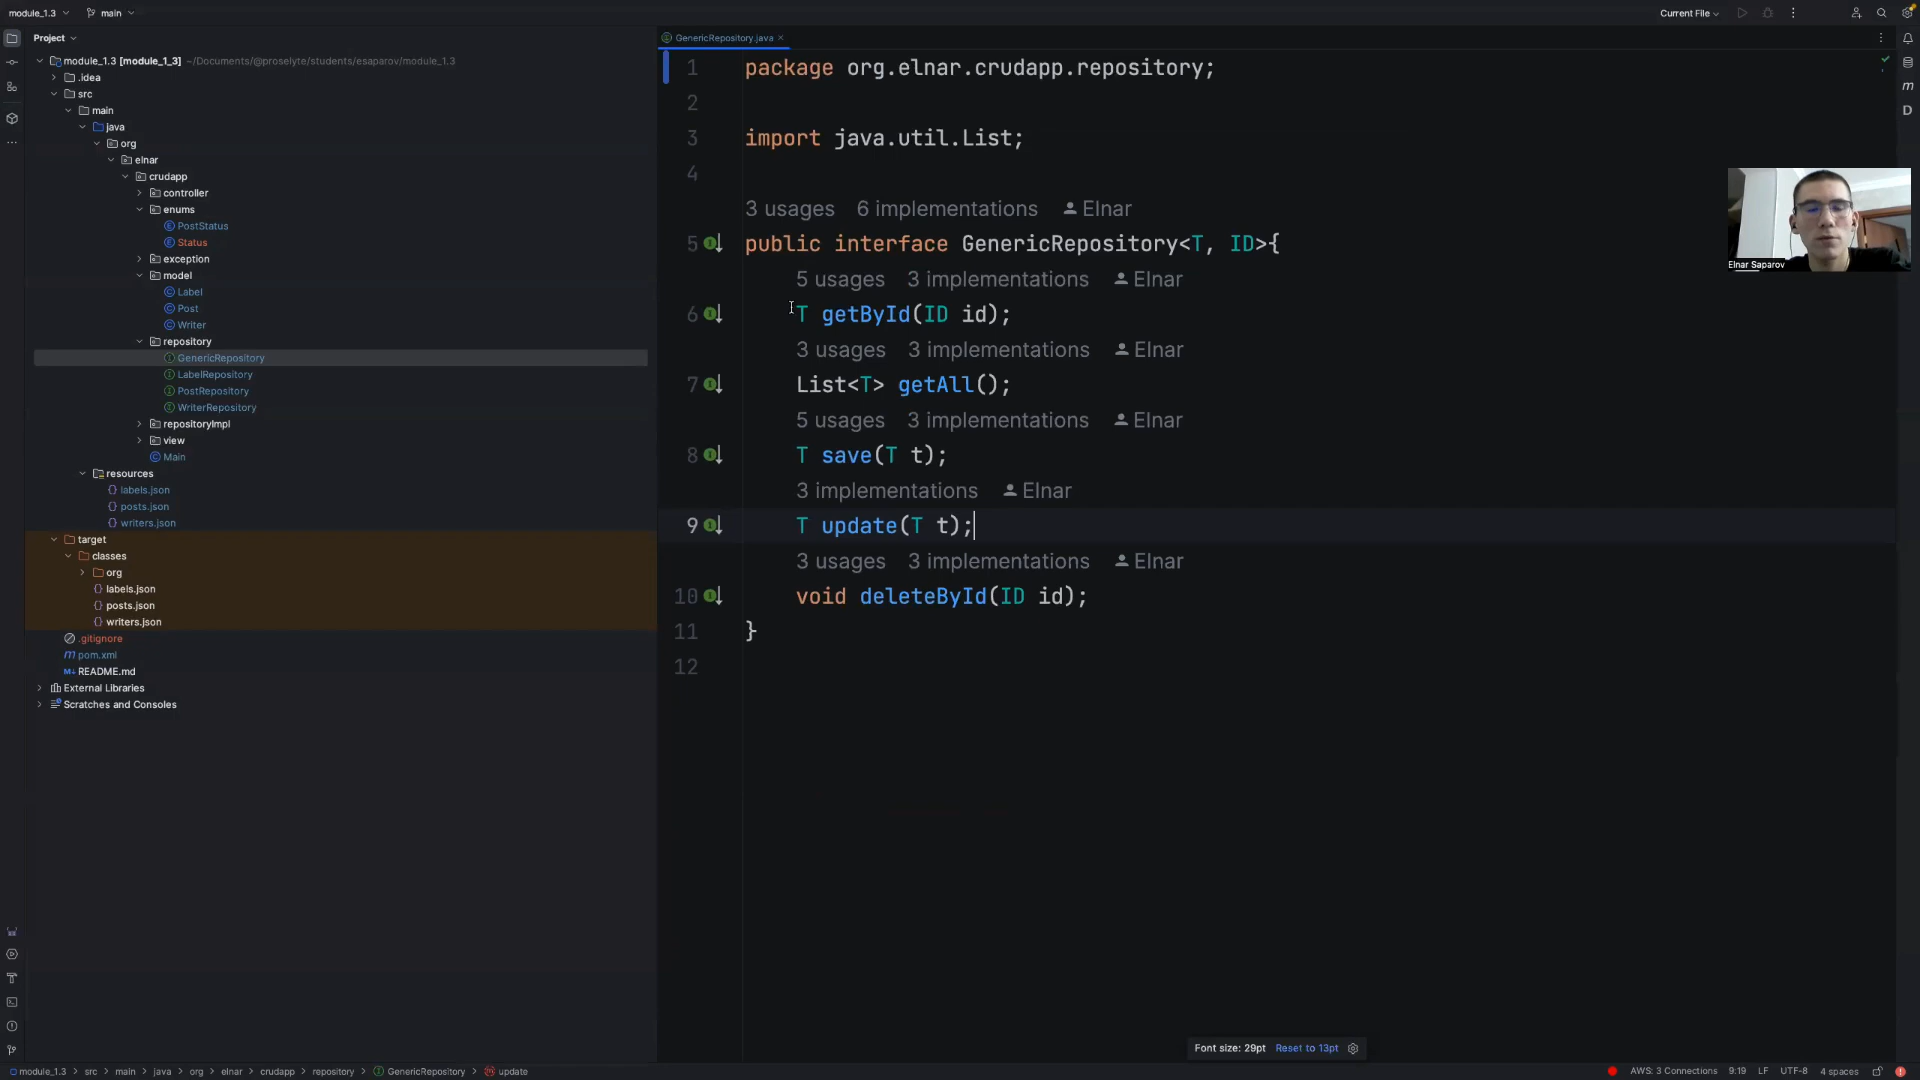 module_1.3
main
Current File
Project
module_1.3 [module_1_3] ~/Documents/@proselyte/students/esaparov/module_1.3
.idea
src
main
java
org
elnar
crudapp
controller
enums
PostStatus
Status
exception
model
Label
Post
Writer
repository
GenericRepository
LabelRepository
PostRepository
WriterRepository
repositoryImpl
view
Main
resources
labels.json
posts.json
writers.json
target
classes
org
labels.json
posts.json
writers.json
.gitignore
pom.xml
README.md
External Libraries
Scratches and Consoles
GenericRepository.java
1 package org.elnar.crudapp.repository;
2
3 import java.util.List;
4
3 usages 6 implementations Elnar
5 public interface GenericRepository<T, ID>{
5 usages 3 implementations Elnar
6 T getById(ID id);
3 usages 3 implementations Elnar
7 List<T> getAll();
5 usages 3 implementations Elnar
8 T save(T t);
3 implementations Elnar
9 T update(T t);
3 usages 3 implementations Elnar
10 void deleteById(ID id);
11 }
12
Elnar Saparov
Font size: 29pt Reset to 13pt
module_1.3 > src > main > java > org > elnar > crudapp > repository > GenericRepository > update
AWS: 3 Connections 9:19 LF UTF-8 4 spaces